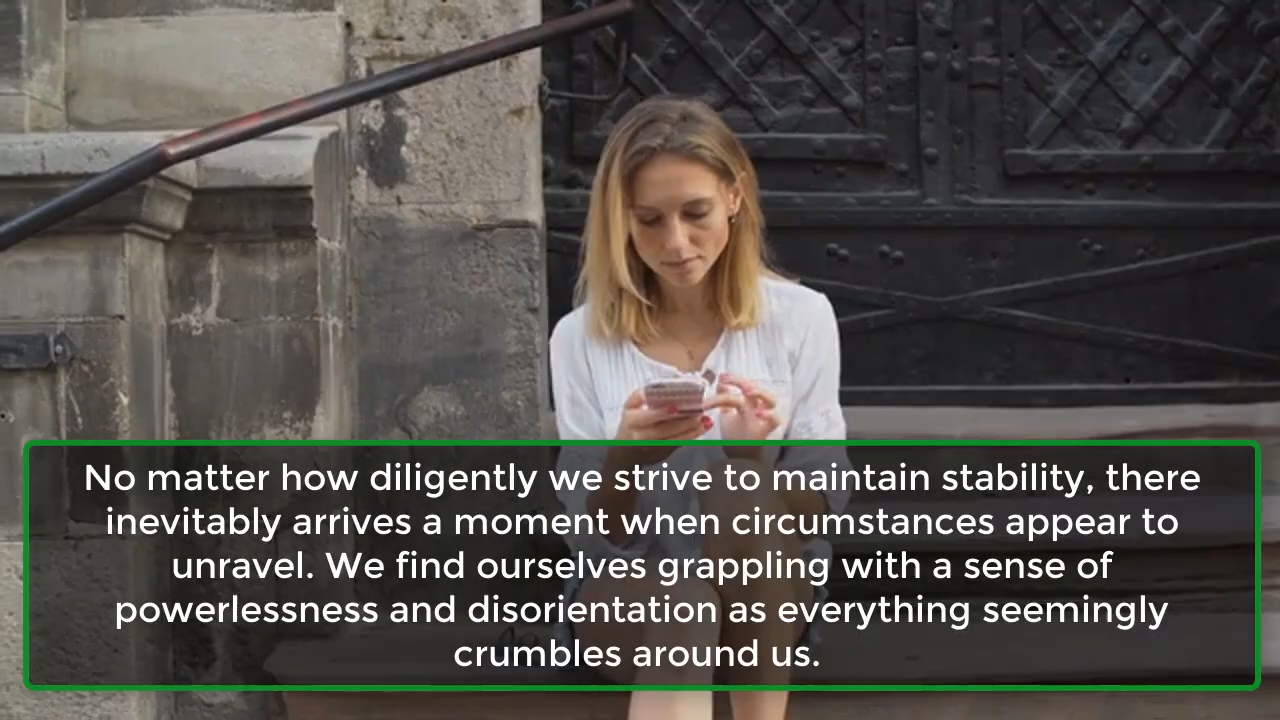 No matter how diligently we strive to maintain stability, there
inevitably arrives a moment when circumstances appear to
unravel. We find ourselves grappling with a sense of
powerlessness and disorientation as everything seemingly
crumbles around us.